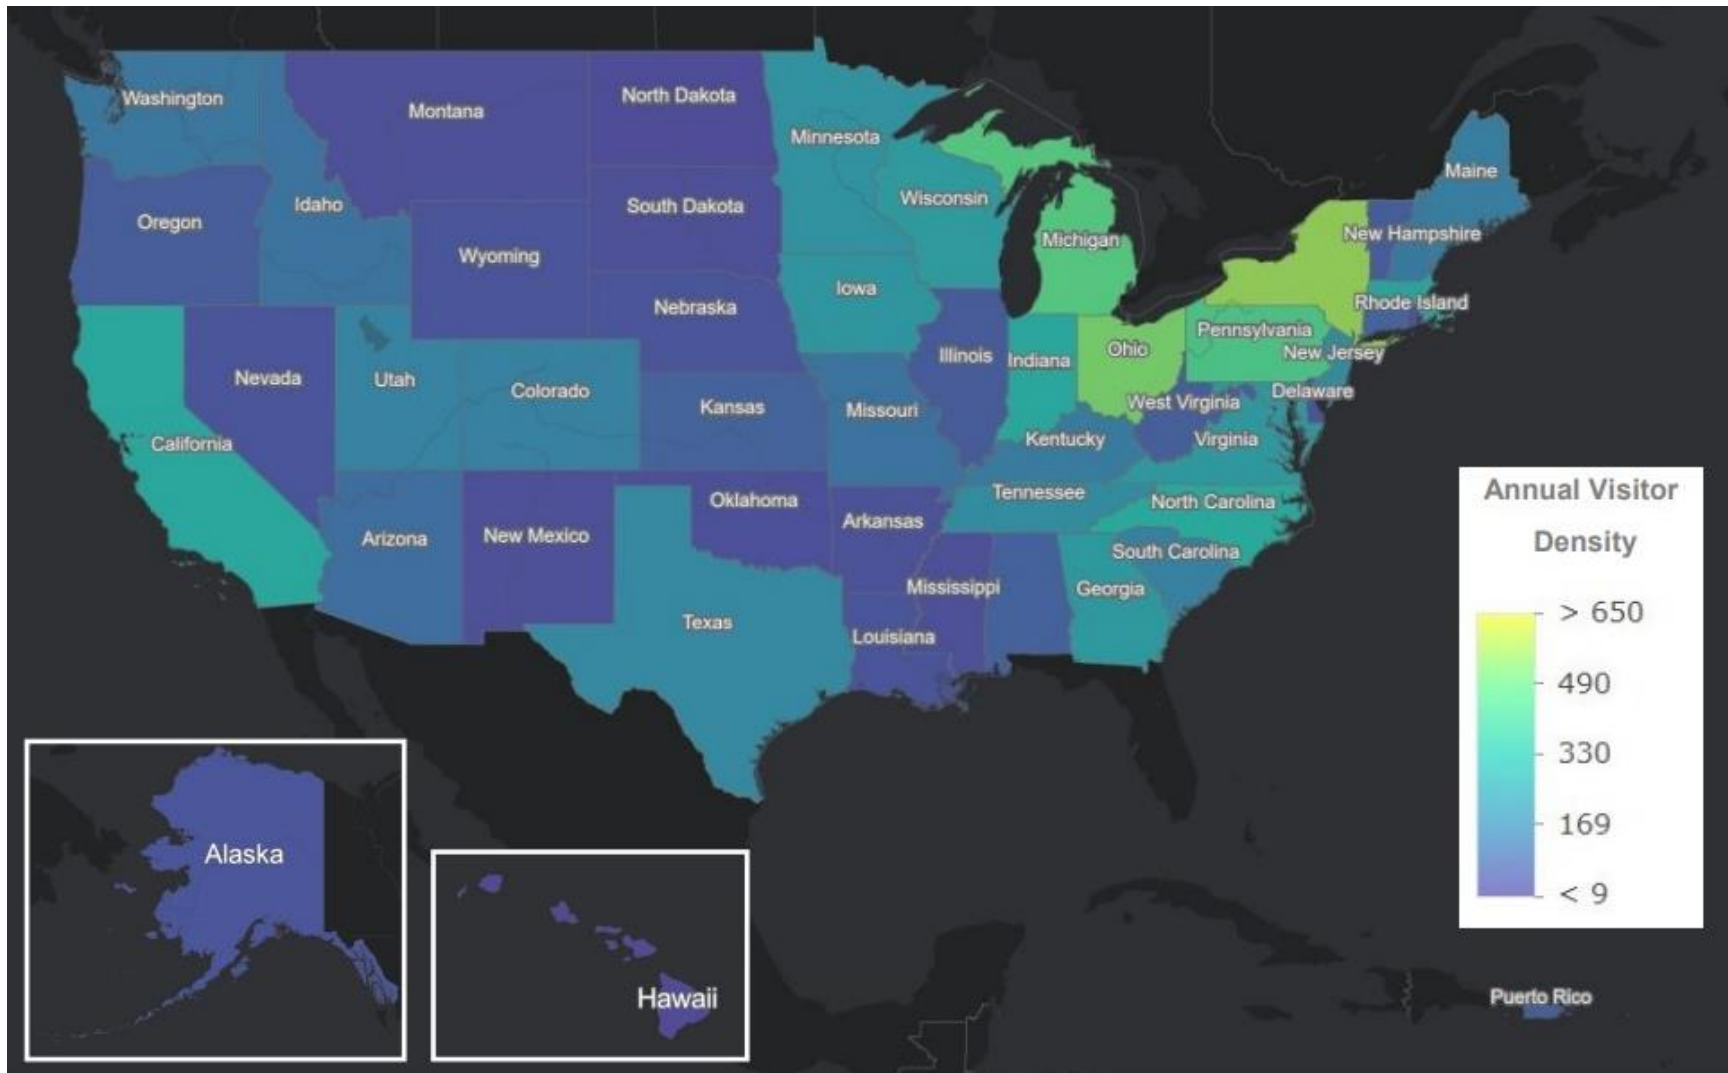 Washington
Montana
North Dakota
Minnesota
Maine
Oregon
Idaho
South Dakota
Wisconsin
Michigan
New Hampshire
Wyoming
Nebraska
Iowa
Rhode Island
Pennsylvania
Nevada
Utah
Colorado
Kansas
Missouri
Illinois
Indiana
Ohio
New Jersey
Delaware
West Virginia
California
Kentucky
Virginia
Arizona
New Mexico
Oklahoma
Arkansas
Tennessee
North Carolina
South Carolina
Texas
Louisiana
Mississippi
Georgia
Annual Visitor
Density
> 650
490
330
169
< 9
Alaska
Hawaii
Puerto Rico